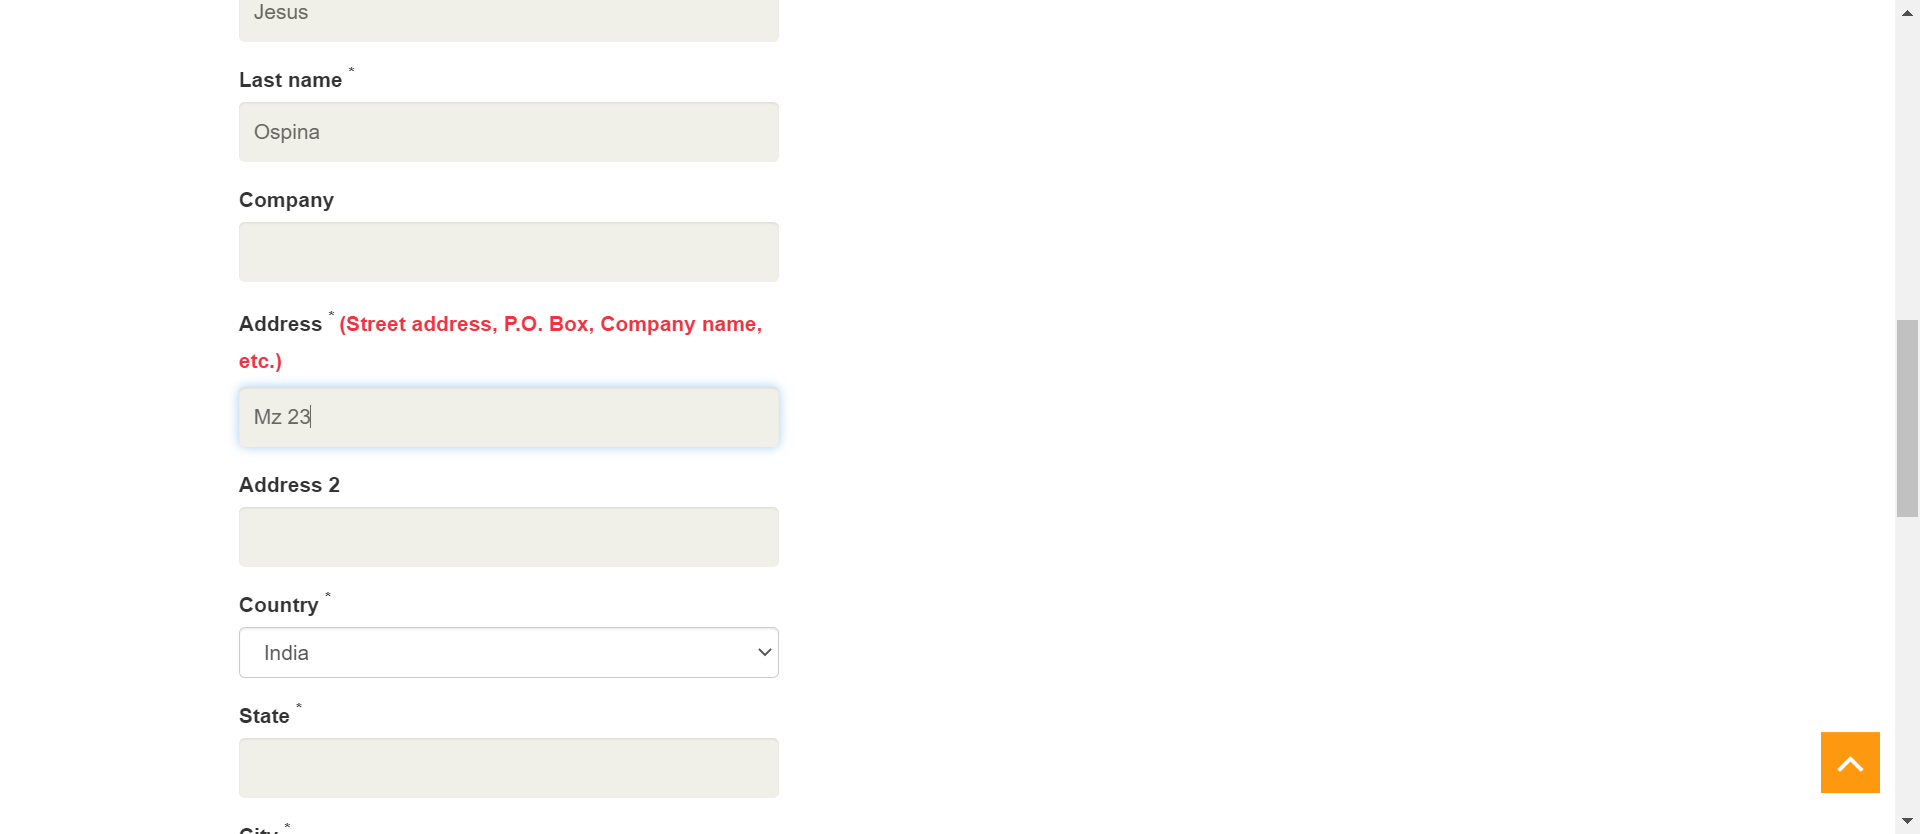 Jesus
Last name *
Ospina
Company
Address * (Street address, P.O. Box, Company name,
etc.)
Mz 23
Address 2
Country *
India
State *
City *